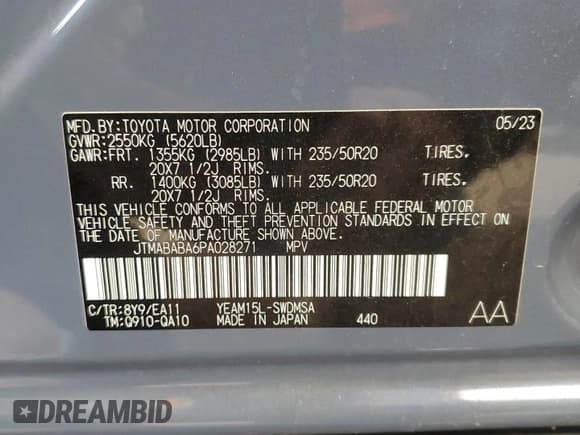 MFD.BY:TOYOTA MOTOR CORPORATION 05/23
GVWR:2550KG (5620LB)
GAWR:FRT. 1355KG (2985LB) WITH 235/50R20 TIRES.
20X7 1/2J RIMS.
RR. 1400KG (3085LB) WITH 235/50R20 TIRES.
20X7 1/2J RIMS.
THIS VEHICLE CONFORMS TO ALL APPLICABLE FEDERAL MOTOR
VEHICLE SAFETY AND THEFT PREVENTION STANDARDS IN EFFECT ON
THE DATE OF MANUFACTURE SHOWN ABOVE.
JTMABABA6PA028271 MPV
C/TR:8Y9/EA11 YEAM15L-SWDMSA
TM:Q910-QA10 MADE IN JAPAN 440 AA
DREAMBID